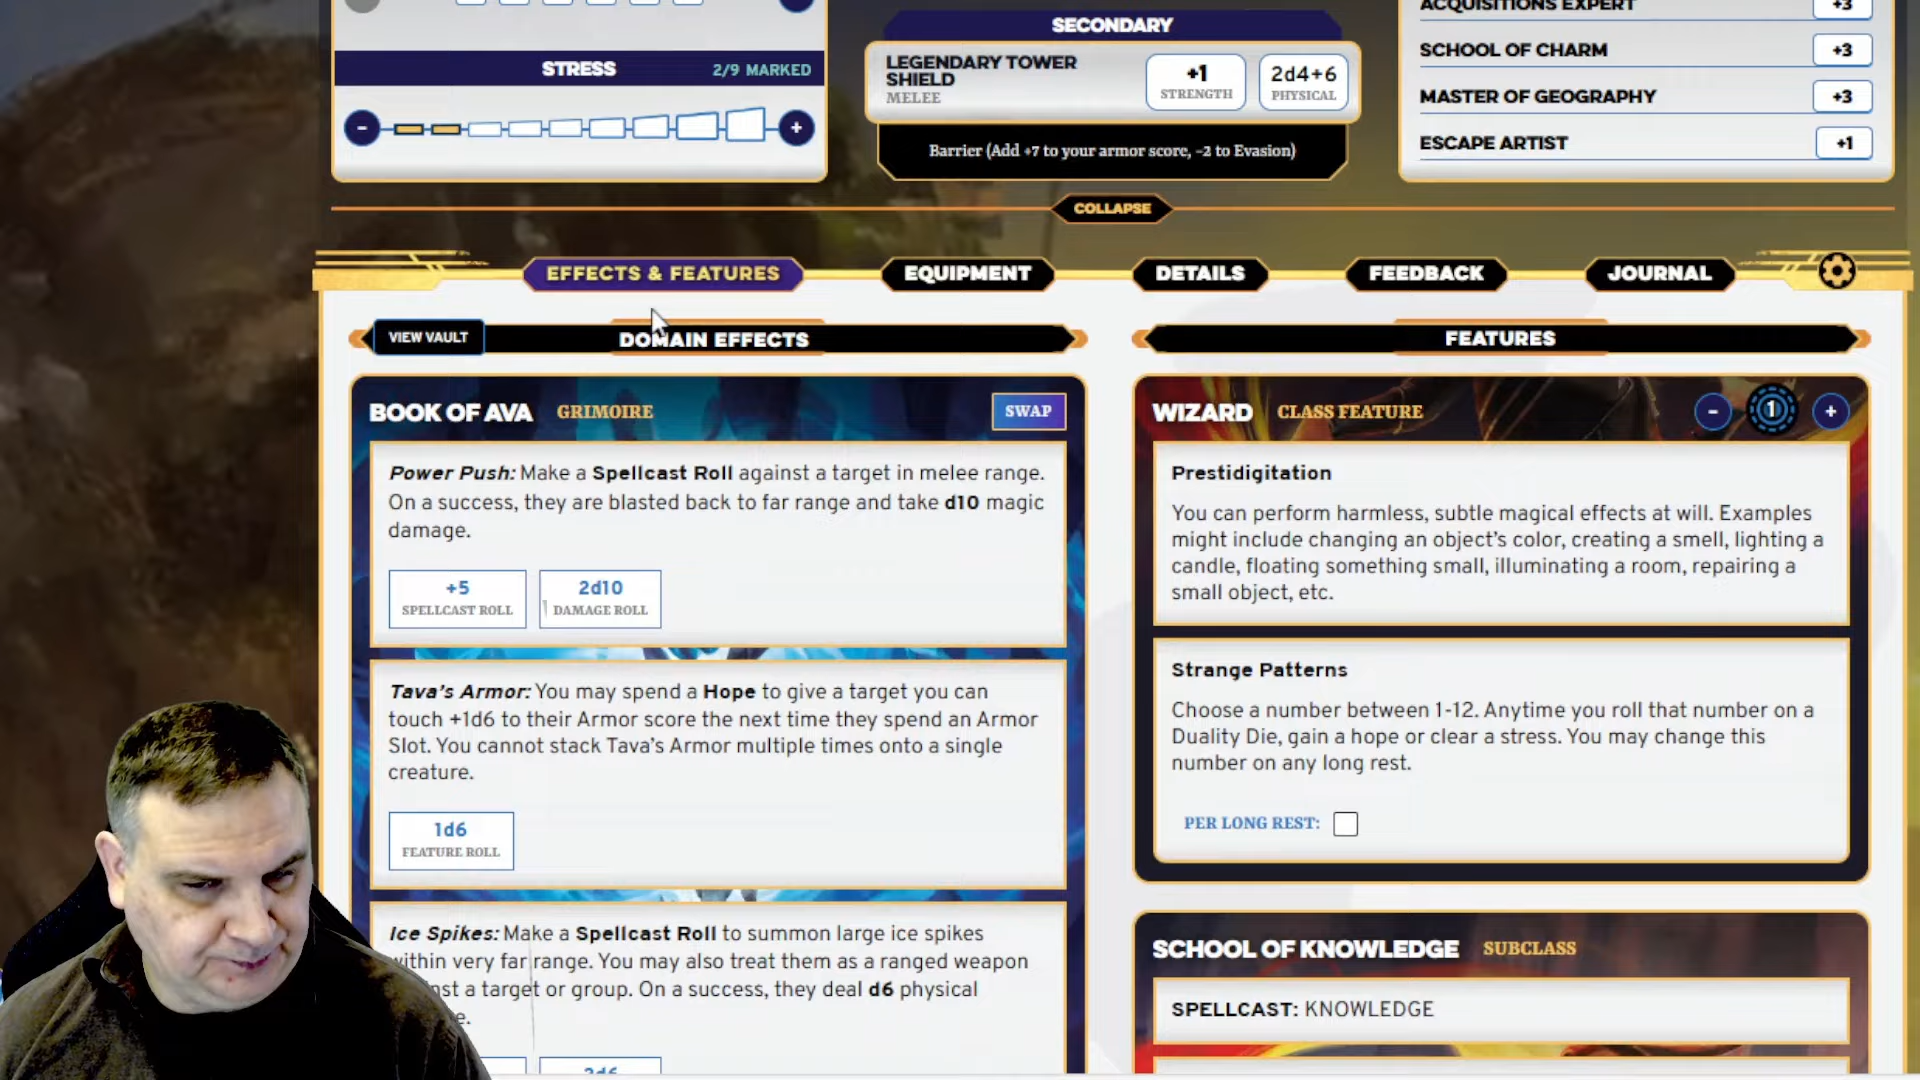 STRESS
2/9 MARKED
-
+
SECONDARY
LEGENDARY TOWER
SHIELD
MELEE
+1
STRENGTH
2d4+6
PHYSICAL
Barrier (Add +7 to your armor score, -2 to Evasion)
ACQUISITIONS EXPERT
+3
SCHOOL OF CHARM
+3
MASTER OF GEOGRAPHY
+3
ESCAPE ARTIST
+1
COLLAPSE
EFFECTS & FEATURES
EQUIPMENT
DETAILS
FEEDBACK
JOURNAL
VIEW VAULT
DOMAIN EFFECTS
BOOK OF AVA
GRIMOIRE
SWAP
Power Push: Make a Spellcast Roll against a target in melee range.
On a success, they are blasted back to far range and take d10 magic
damage.
+5
SPELLCAST ROLL
2d10
DAMAGE ROLL
Tava's Armor: You may spend a Hope to give a target you can
touch +1d6 to their Armor score the next time they spend an Armor
Slot. You cannot stack Tava's Armor multiple times onto a single
creature.
1d6
FEATURE ROLL
Ice Spikes: Make a Spellcast Roll to summon large ice spikes
within very far range. You may also treat them as a ranged weapon
a target or group. On a success, they deal d6 physical
FEATURES
WIZARD
CLASS FEATURE
-
1
+
Prestidigitation
You can perform harmless, subtle magical effects at will. Examples
might include changing an object's color, creating a smell, lighting a
candle, floating something small, illuminating a room, repairing a
small object, etc.
Strange Patterns
Choose a number between 1-12. Anytime you roll that number on a
Duality Die, gain a hope or clear a stress. You may change this
number on any long rest.
PER LONG REST:
SCHOOL OF KNOWLEDGE
SUBCLASS
SPELLCAST: KNOWLEDGE